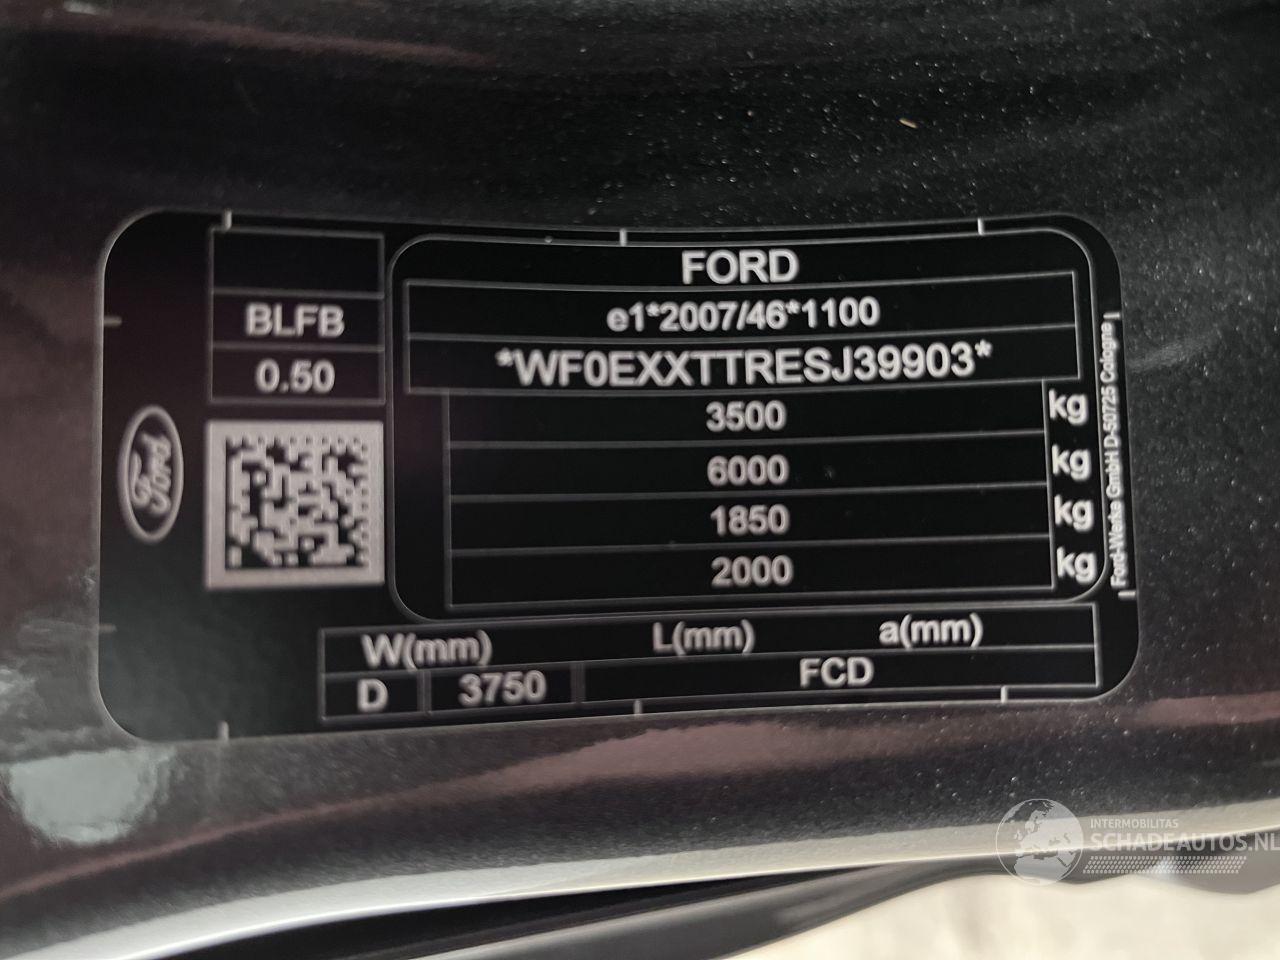 FORD
e1*2007/46*1100
*WF0EXXTTRESJ39903*
3500 kg
6000 kg
1850 kg
2000 kg
BLFB
0.50
Ford
W(mm) L(mm) a(mm)
D 3750 FCD
Ford-Werke GmbH D-50725 Cologne
INTERMOBILITAS
SCHADEAUTOS.NL